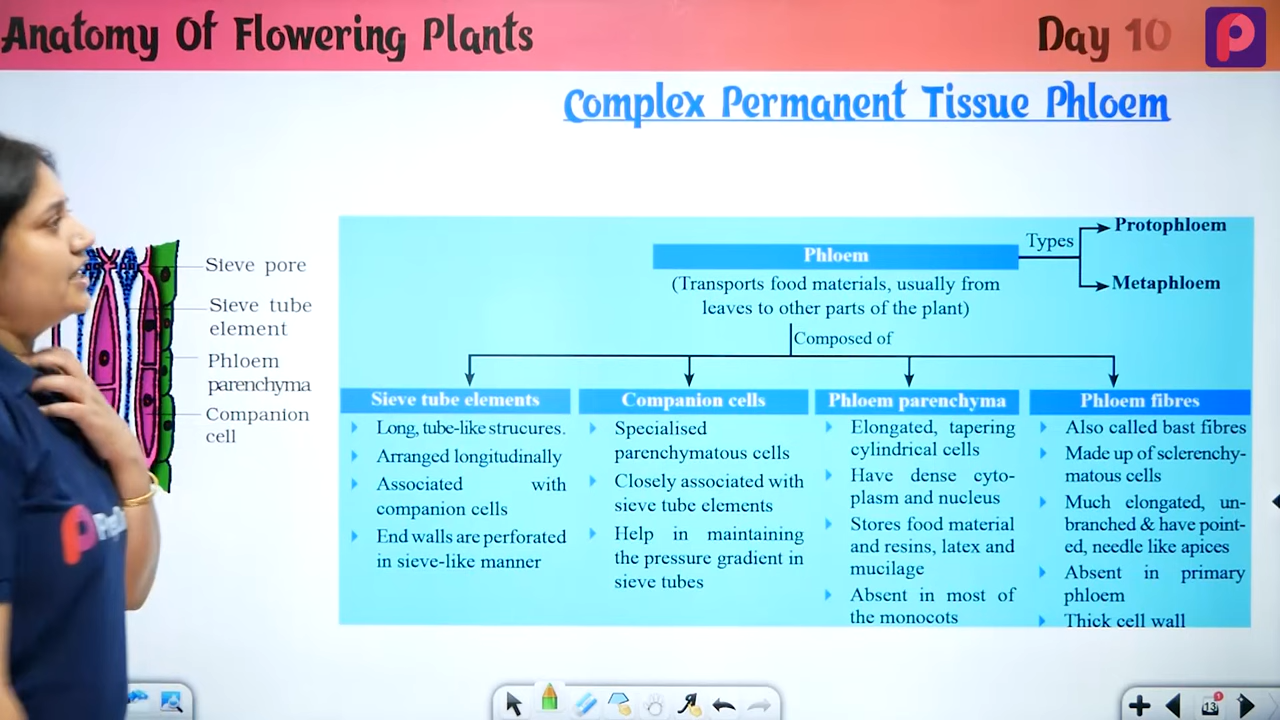 Anatomy Of Flowering Plants
Day 10
Complex Permanent Tissue Phloem
Sieve pore
Sieve tube
element
Phloem
parenchyma
Companion
cell
Phloem
Types
Protophloem
Metaphloem
(Transports food materials, usually from
leaves to other parts of the plant)
Composed of
Sieve tube elements
Long, tube-like strucures.
Arranged longitudinally
Associated with
companion cells
End walls are perforated
in sieve-like manner
Companion cells
Specialised
parenchymatous cells
Closely associated with
sieve tube elements
Help in maintaining
the pressure gradient in
sieve tubes
Phloem parenchyma
Elongated, tapering
cylindrical cells
Have dense cyto-
plasm and nucleus
Stores food material
and resins, latex and
mucilage
Absent in most of
the monocots
Phloem fibres
Also called bast fibres
Made up of sclerenchy-
matous cells
Much elongated, un-
branched & have point-
ed, needle like apices
Absent in primary
phloem
Thick cell wall
13
1